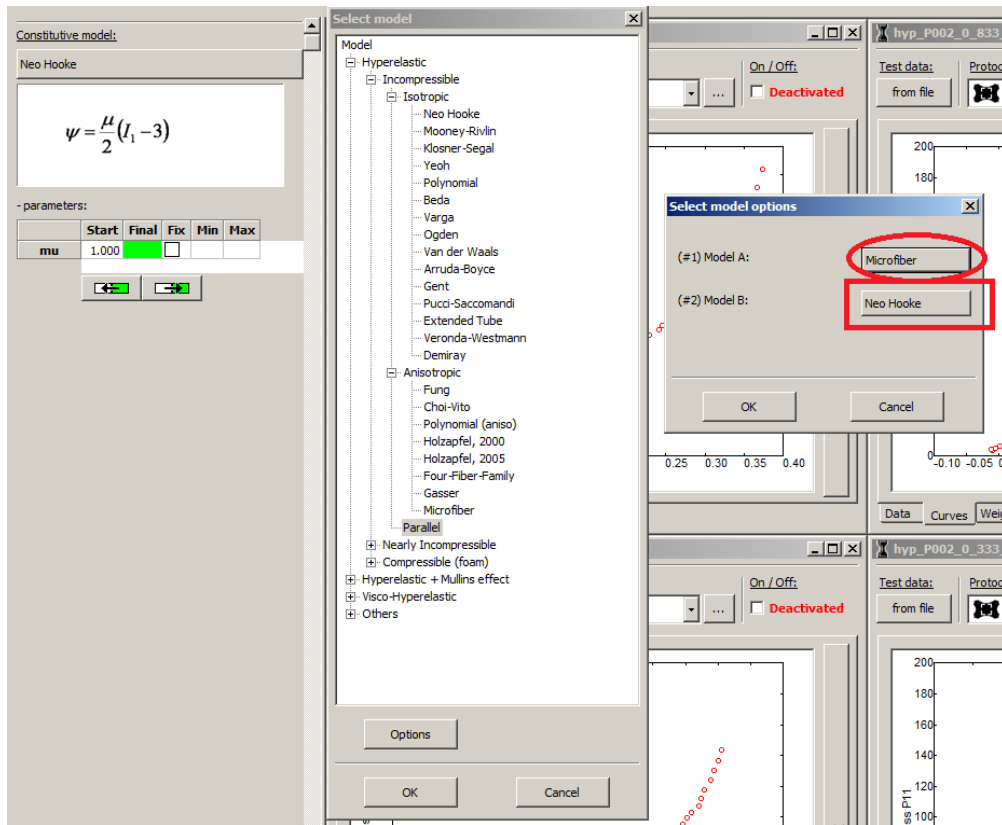 Constitutive model:
Neo Hooke
ψ = μ/2 (I₁ − 3)
- parameters:
Start Final Fix Min Max
mu 1.000
Select model
Model
Hyperelastic
Incompressible
Isotropic
Neo Hooke
Mooney-Rivlin
Klosner-Segal
Yeoh
Polynomial
Beda
Varga
Ogden
Van der Waals
Arruda-Boyce
Gent
Pucci-Saccomandi
Extended Tube
Veronda-Westmann
Demiray
Anisotropic
Fung
Choi-Vito
Polynomial (aniso)
Holzapfel, 2000
Holzapfel, 2005
Four-Fiber-Family
Gasser
Microfiber
Parallel
Nearly Incompressible
Compressible (foam)
Hyperelastic + Mullins effect
Visco-Hyperelastic
Others
Options
OK Cancel
On / Off:
... Deactivated
0.25 0.30 0.35 0.40
hyp_P002_0_833_
Test data: Protoc
from file
200
180
Select model options
(#1) Model A: Microfiber
(#2) Model B: Neo Hooke
OK Cancel
0
-0.10 -0.05 0
Data Curves Weig
On / Off:
... Deactivated
hyp_P002_0_333_
Test data: Protoc
from file
200
180
160
140
120
100
ss P11